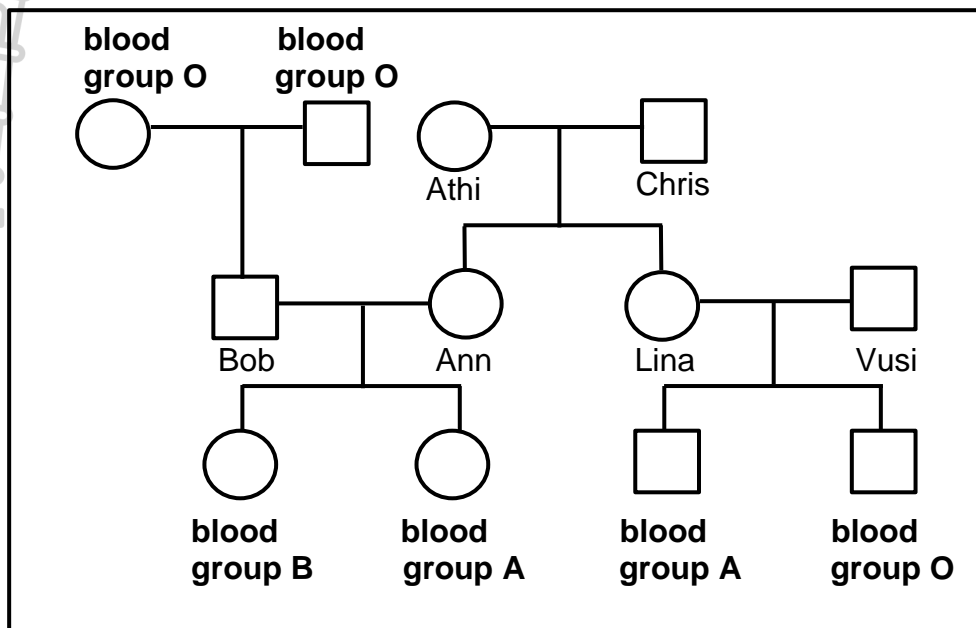 blood
group O
blood
group O
Athi
Chris
Bob
Ann
Lina
Vusi
blood
group B
blood
group A
blood
group A
blood
group O